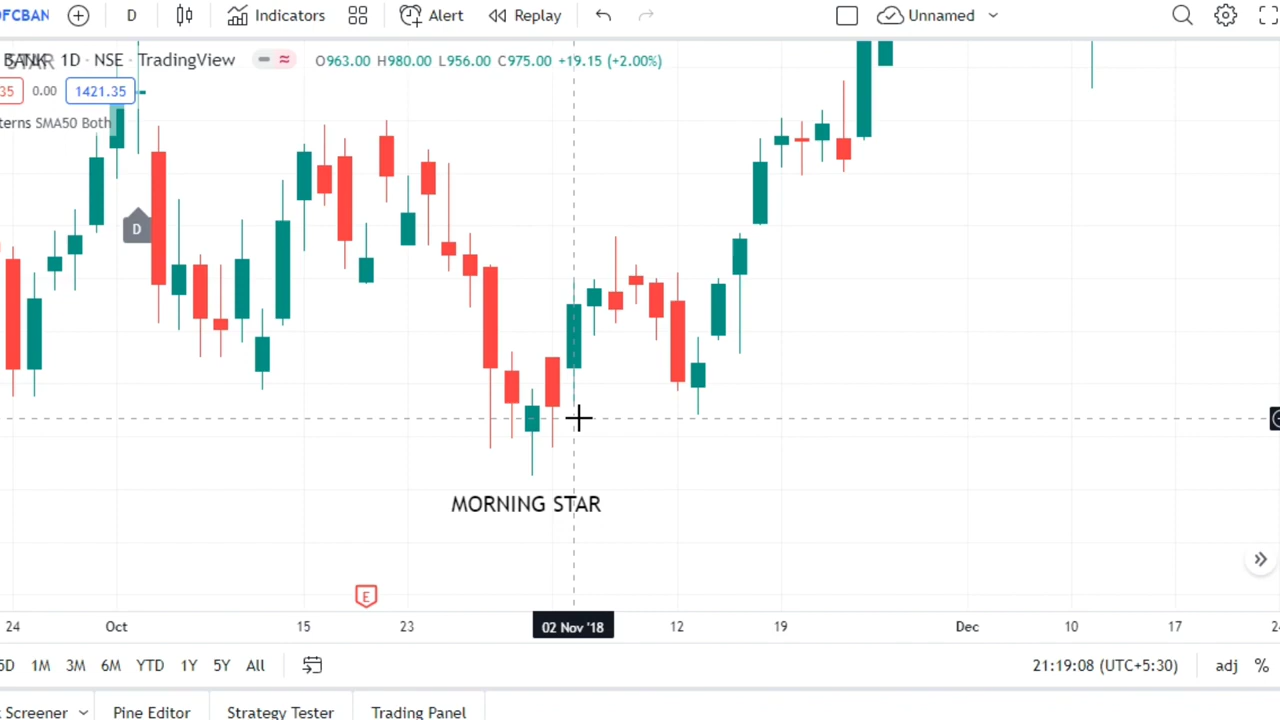 DFCBAN D Indicators Alert Replay Unnamed
BANK 1D · NSE TradingView O963.00 H980.00 L956.00 C975.00 +19.15 (+2.00%)
STAR
35 0.00 1421.35
terns SMA50 Both
D
MORNING STAR
E
24 Oct 15 23 02 Nov '18 12 19 Dec 10 17 24
5D 1M 3M 6M YTD 1Y 5Y All 21:19:08 (UTC+5:30) adj %
Screener Pine Editor Strategy Tester Trading Panel